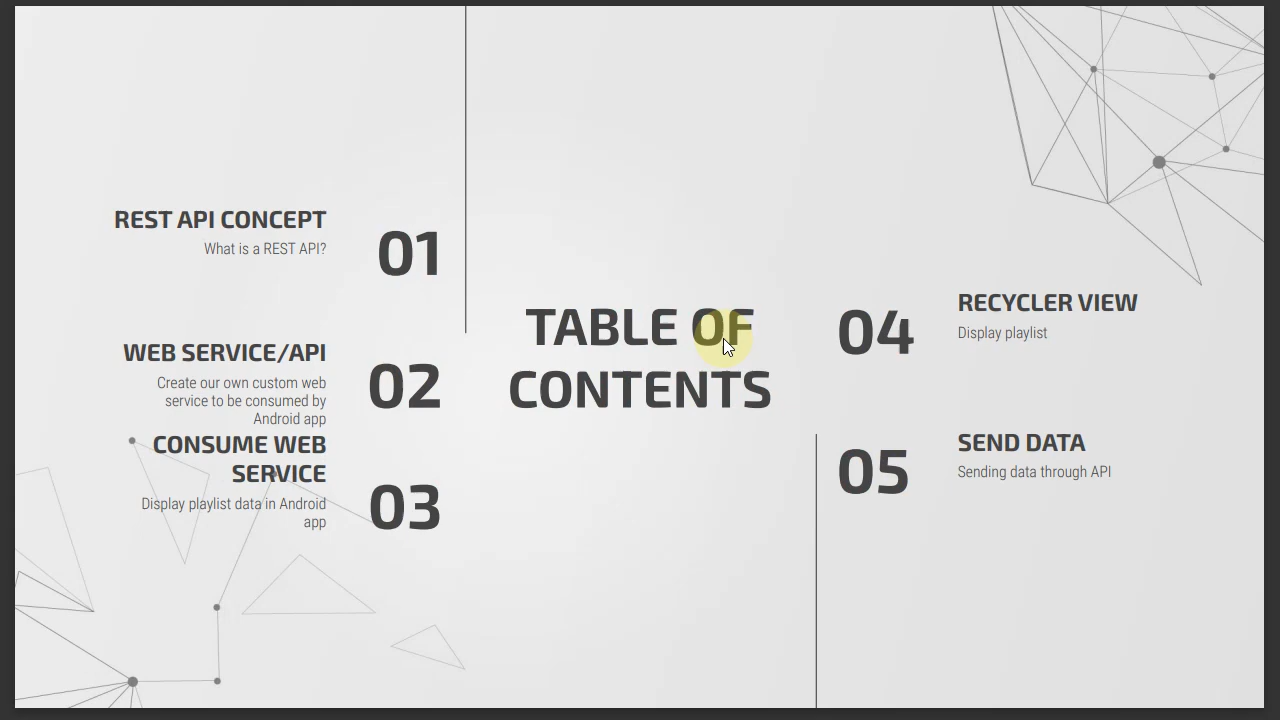 REST API CONCEPT
What is a REST API?
01
WEB SERVICE/API
Create our own custom web
service to be consumed by
Android app
02
CONSUME WEB
SERVICE
Display playlist data in Android
app
03
TABLE OF
CONTENTS
04
RECYCLER VIEW
Display playlist
05
SEND DATA
Sending data through API